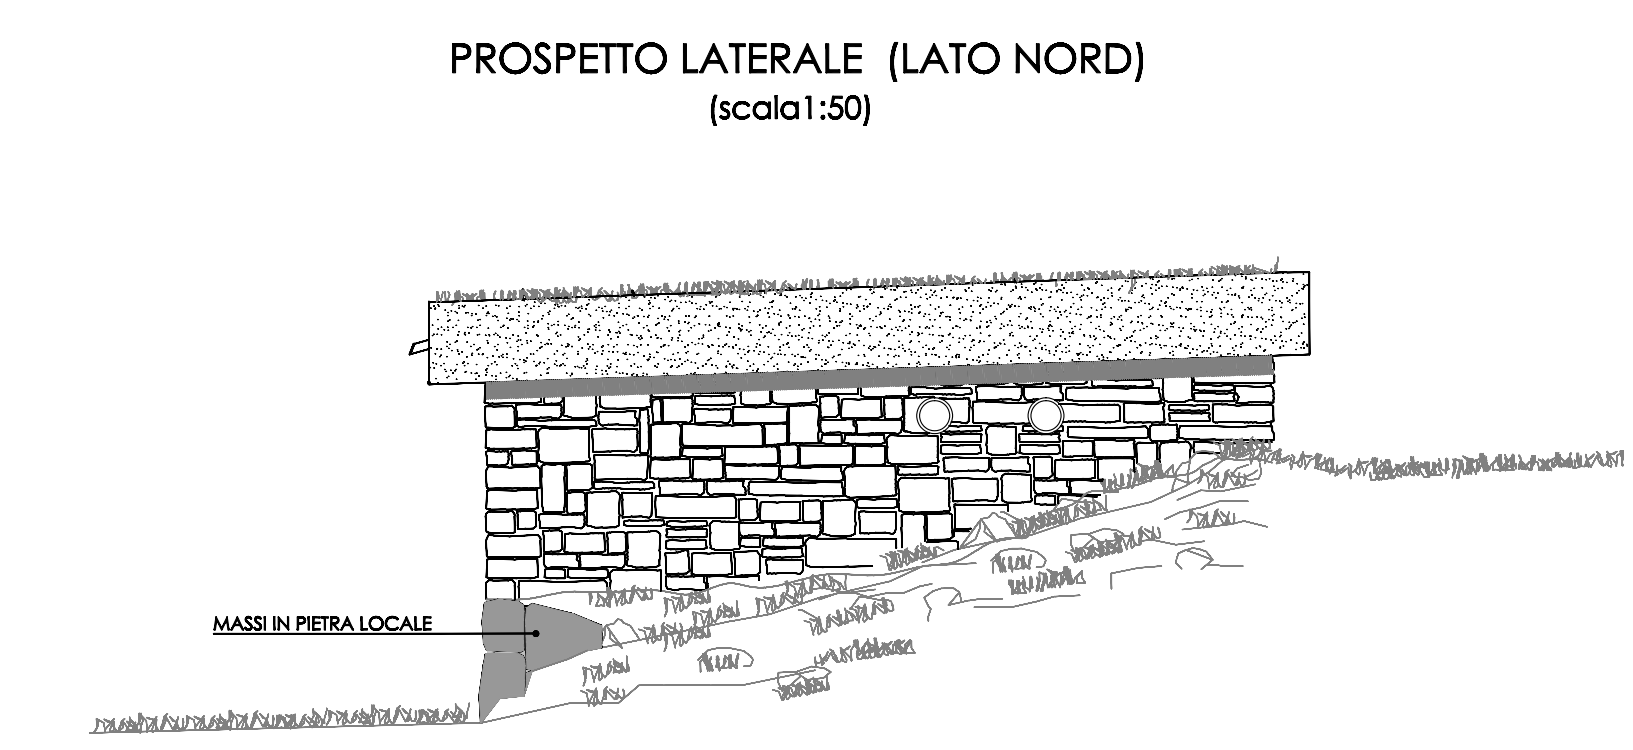 PROSPETTO LATERALE (LATO NORD)
(scala1:50)
MASSI IN PIETRA LOCALE